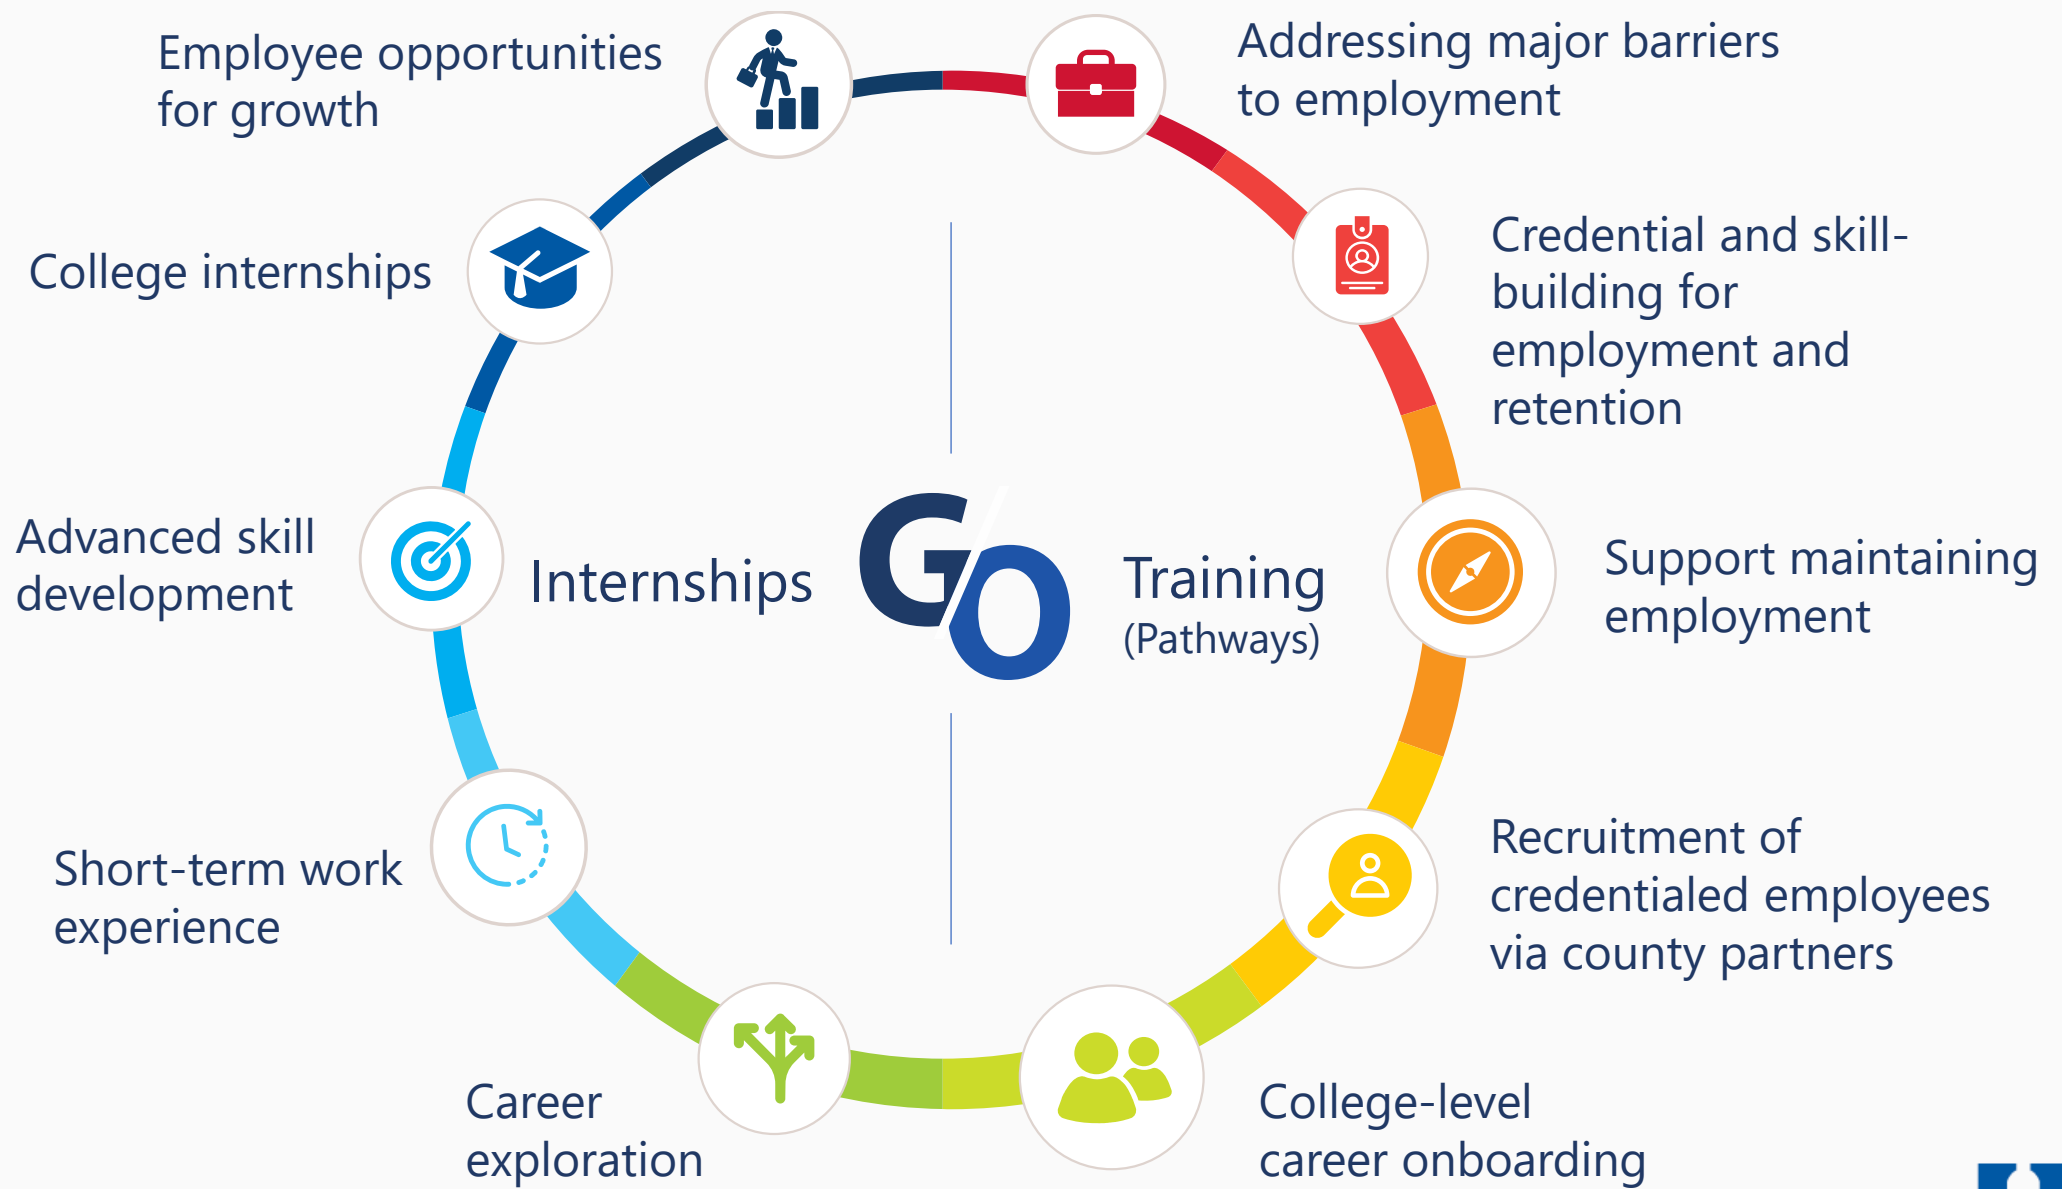 Employee opportunities
for growth
Addressing major barriers
to employment
College internships
Credential and skill-
building for
employment and
retention
Advanced skill
development
Internships
GO
Training
(Pathways)
Support maintaining
employment
Short-term work
experience
Recruitment of
credentialed employees
via county partners
Career
exploration
College-level
career onboarding